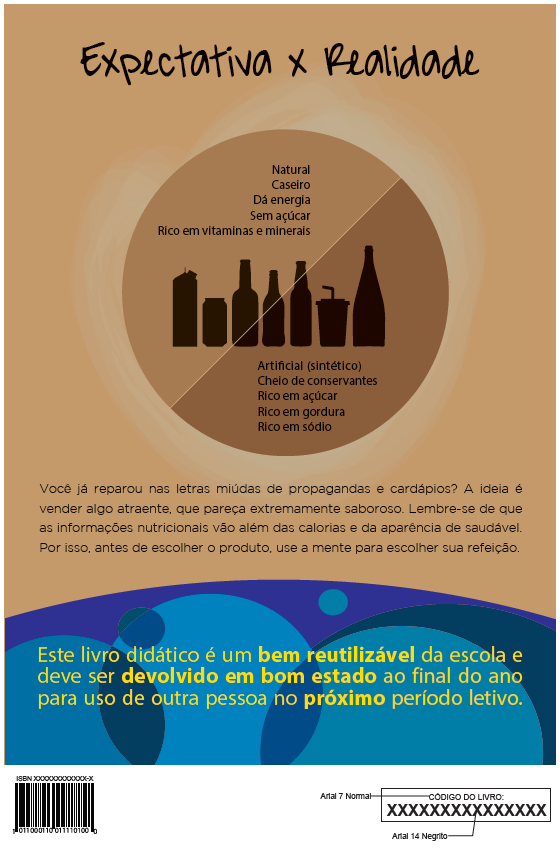 Expectativa x Realidade
Natural
Caseiro
Dá energia
Sem açúcar
Rico em vitaminas e minerais
Artificial (sintético)
Cheio de conservantes
Rico em açúcar
Rico em gordura
Rico em sódio
Você já reparou nas letras miúdas de propagandas e cardápios? A ideia é
vender algo atraente, que pareça extremamente saboroso. Lembre-se de que
as informações nutricionais vão além das calorias e da aparência de saudável.
Por isso, antes de escolher o produto, use a mente para escolher sua refeição.
Este livro didático é um bem reutilizável da escola e
deve ser devolvido em bom estado ao final do ano
para uso de outra pessoa no próximo período letivo.
ISBN XXXXXXXXXXXX-X
1 011000110 011110100 0
Arial 7 Normal
CÓDIGO DO LIVRO:
XXXXXXXXXXXXXXX
Arial 14 Negrito